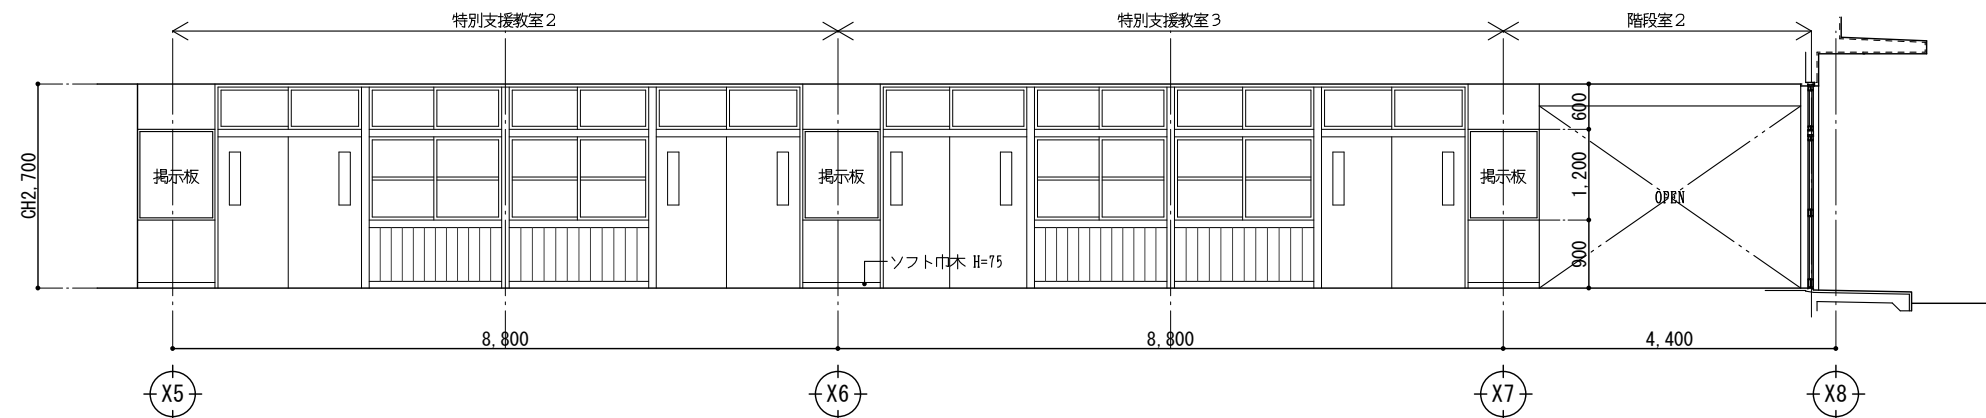 特別支援教室2
特別支援教室3
階段室2
CH2,700
掲示板
掲示板
掲示板
600
1,200
900
OPEN
ソフト巾木 H=75
8,800
8,800
4,400
X5
X6
X7
X8